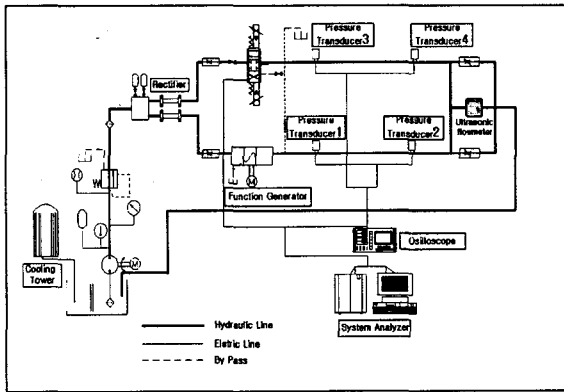 Pressure
Transducer3
Pressure
Transducer4
Rectifier
Pressure
Transducer1
Pressure
Transducer2
Ultrasonic
flowmeter
W
M
Function Generator
M
Cooling
Tower
Osilloscope
System Analyzer
Hydraulic Line
Eletric Line
By Pass